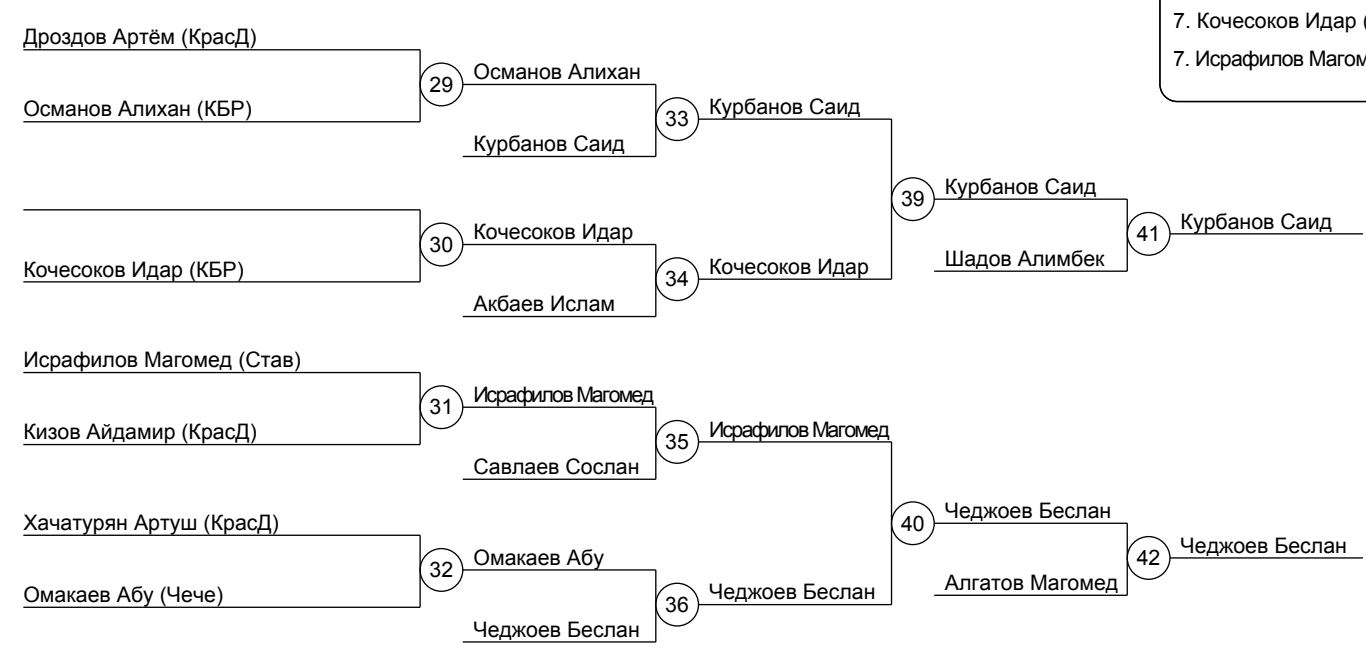 7. Кочесоков Идар (
7. Исрафилов Магом
Дроздов Артём (КрасД)
29
Османов Алихан
Османов Алихан (КБР)
33
Курбанов Саид
Курбанов Саид
39
Курбанов Саид
30
Кочесоков Идар
41
Курбанов Саид
Кочесоков Идар (КБР)
34
Кочесоков Идар
Шадов Алимбек
Акбаев Ислам
Исрафилов Магомед (Став)
31
Исрафилов Магомед
Кизов Айдамир (КрасД)
35
Исрафилов Магомед
Савлаев Сослан
Хачатурян Артуш (КрасД)
40
Чеджоев Беслан
32
Омакаев Абу
42
Чеджоев Беслан
Омакаев Абу (Чече)
36
Чеджоев Беслан
Алгатов Магомед
Чеджоев Беслан